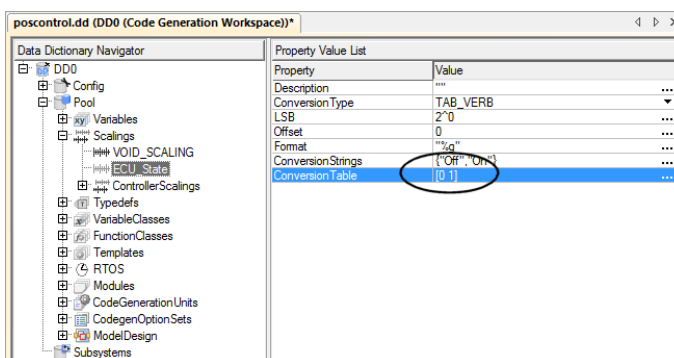 poscontrol.dd (DD0 (Code Generation Workspace))*
Data Dictionary Navigator
DD0
Config
Pool
Variables
Scalings
VOID_SCALING
ECU_State
ControllerScalings
Typedefs
VariableClasses
FunctionClasses
Templates
RTOS
Modules
CodeGenerationUnits
CodegenOptionSets
ModelDesign
Subsystems
Property Value List
Property Value
Description "" ...
ConversionType TAB_VERB
LSB 2^0 ...
Offset 0 ...
Format "%g" ...
ConversionStrings {"Off","On"} ...
ConversionTable [0 1] ...